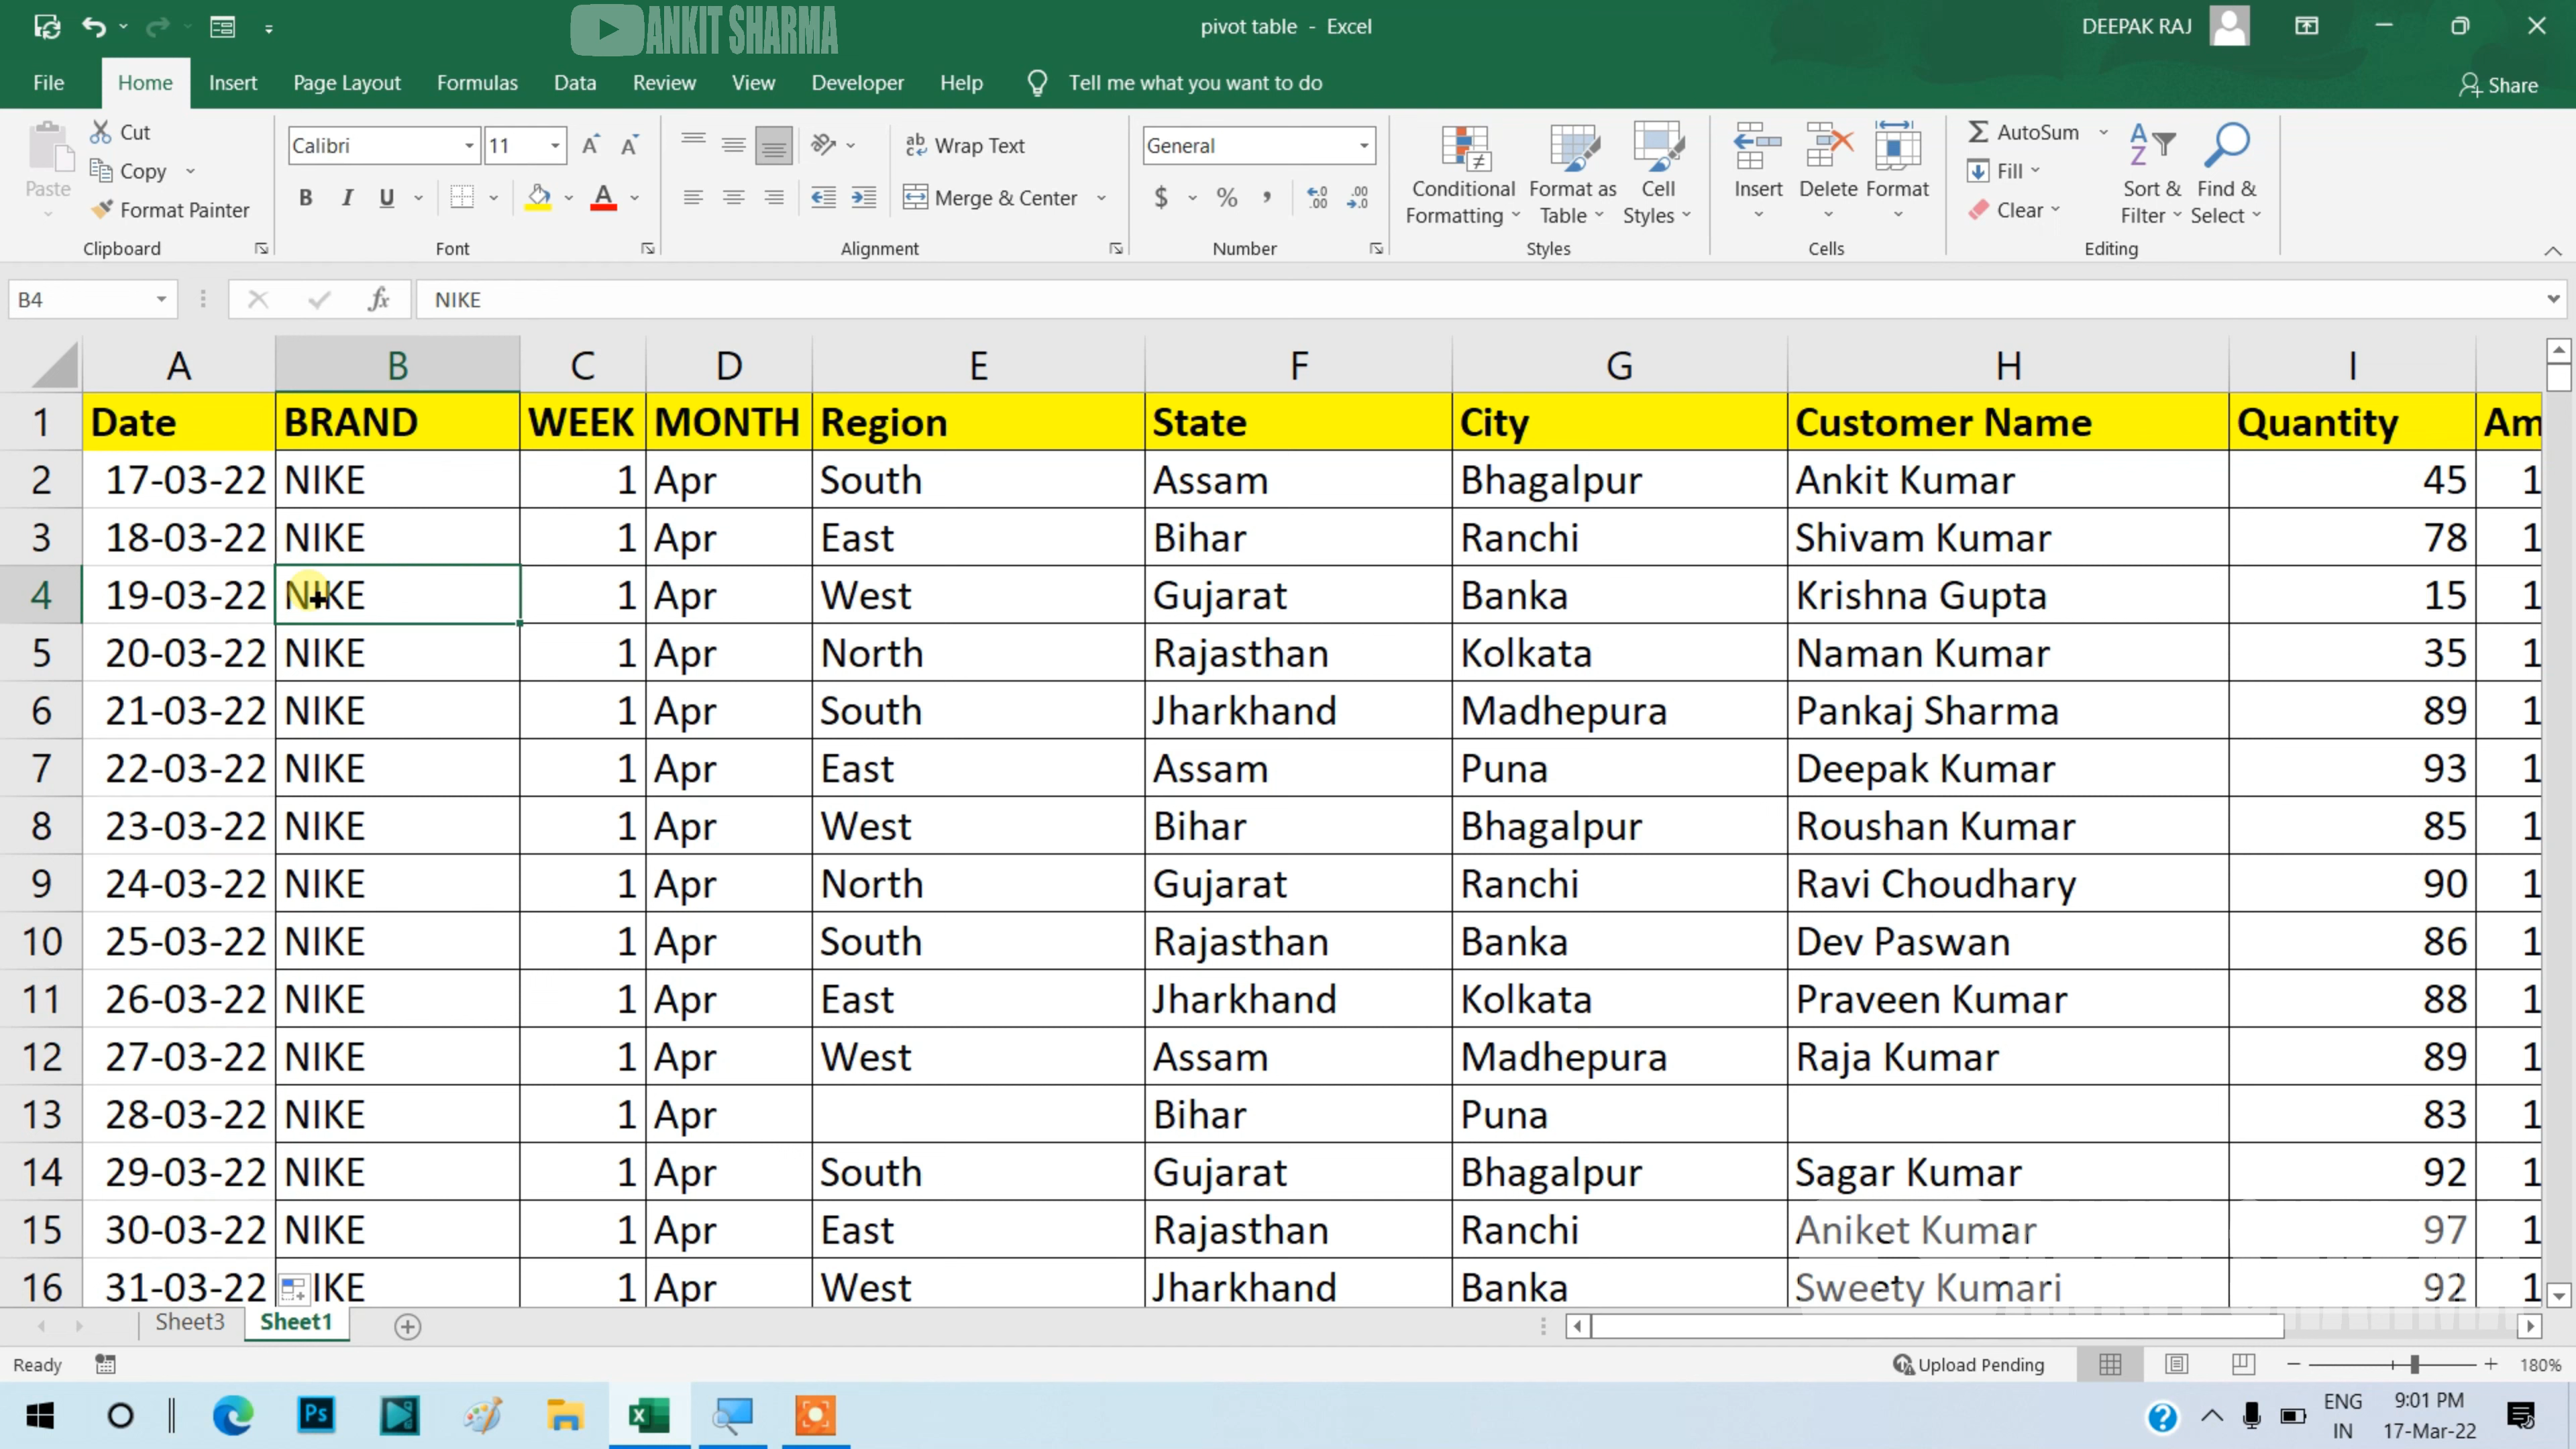 ANKIT SHARMA
pivot table - Excel
DEEPAK RAJ
File Home Insert Page Layout Formulas Data Review View Developer Help Tell me what you want to do Share
Paste
Cut
Copy
Format Painter
Clipboard
Calibri 11
B I U A
Font
ab Wrap Text
Merge & Center
Alignment
General
$ % ,
Number
Conditional Formatting
Format as Table
Cell Styles
Styles
Insert Delete Format
Cells
AutoSum
Fill
Clear
Sort & Filter
Find & Select
Editing
B4 fx NIKE
A B C D E F G H I
1 Date BRAND WEEK MONTH Region State City Customer Name Quantity Am
2 17-03-22 NIKE 1 Apr South Assam Bhagalpur Ankit Kumar 45 1
3 18-03-22 NIKE 1 Apr East Bihar Ranchi Shivam Kumar 78 1
4 19-03-22 NIKE 1 Apr West Gujarat Banka Krishna Gupta 15 1
5 20-03-22 NIKE 1 Apr North Rajasthan Kolkata Naman Kumar 35 1
6 21-03-22 NIKE 1 Apr South Jharkhand Madhepura Pankaj Sharma 89 1
7 22-03-22 NIKE 1 Apr East Assam Puna Deepak Kumar 93 1
8 23-03-22 NIKE 1 Apr West Bihar Bhagalpur Roushan Kumar 85 1
9 24-03-22 NIKE 1 Apr North Gujarat Ranchi Ravi Choudhary 90 1
10 25-03-22 NIKE 1 Apr South Rajasthan Banka Dev Paswan 86 1
11 26-03-22 NIKE 1 Apr East Jharkhand Kolkata Praveen Kumar 88 1
12 27-03-22 NIKE 1 Apr West Assam Madhepura Raja Kumar 89 1
13 28-03-22 NIKE 1 Apr Bihar Puna 83 1
14 29-03-22 NIKE 1 Apr South Gujarat Bhagalpur Sagar Kumar 92 1
15 30-03-22 NIKE 1 Apr East Rajasthan Ranchi Aniket Kumar 97 1
16 31-03-22 IKE 1 Apr West Jharkhand Banka Sweety Kumari 92 1
Sheet3 Sheet1
Ready Upload Pending 180%
Ps
ENG
IN
9:01 PM
17-Mar-22